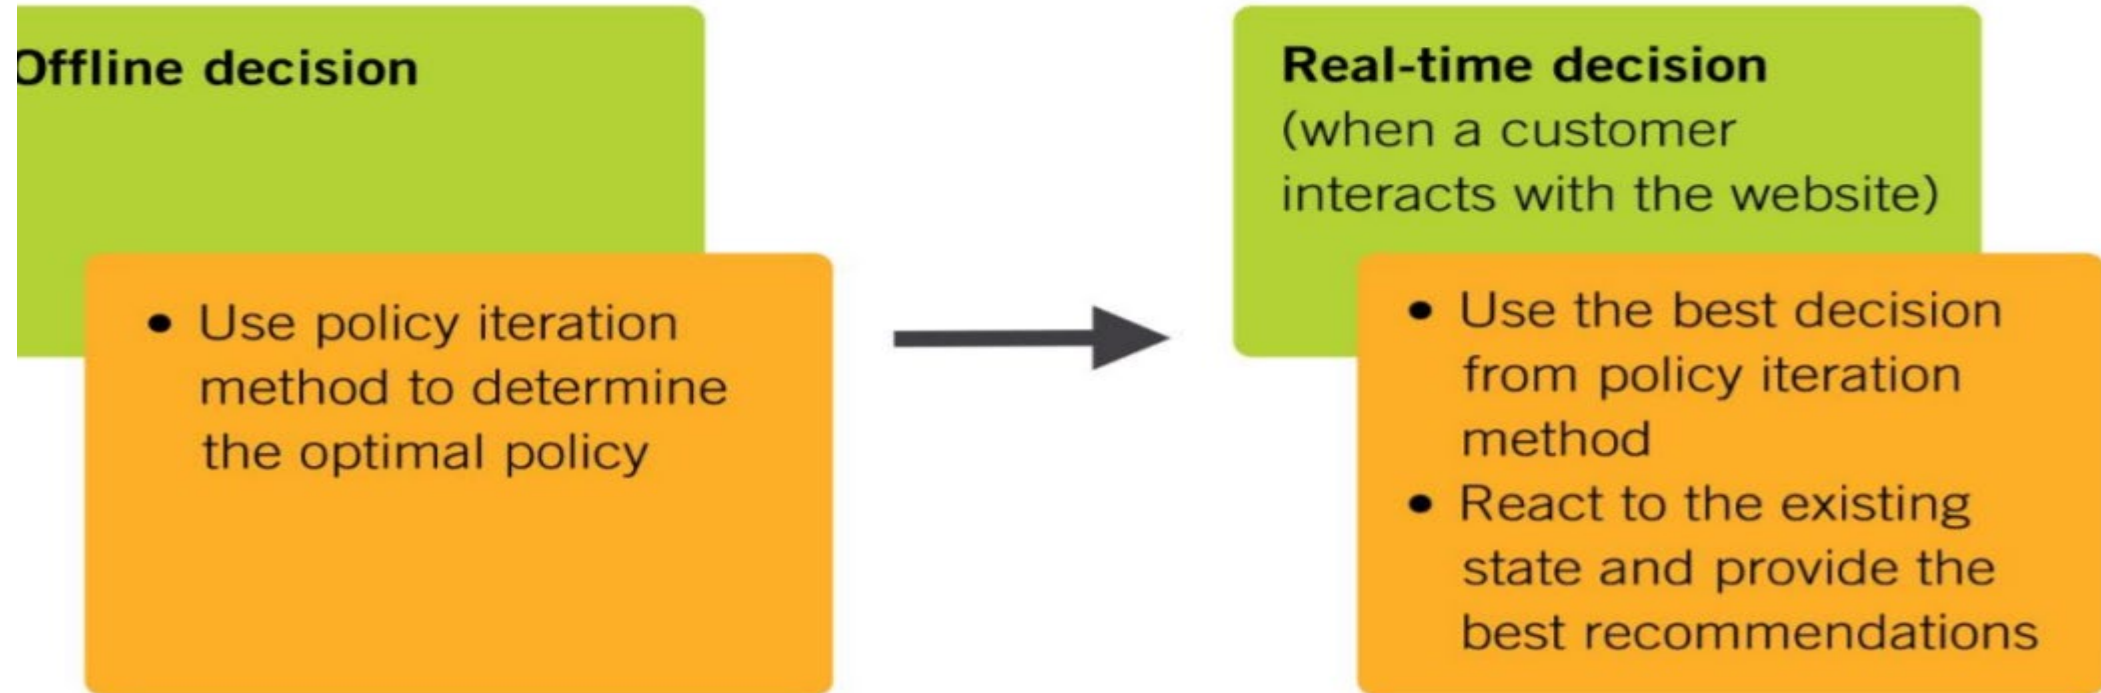 Offline decision
• Use policy iteration
method to determine
the optimal policy
Real-time decision
(when a customer
interacts with the website)
• Use the best decision
from policy iteration
method
• React to the existing
state and provide the
best recommendations